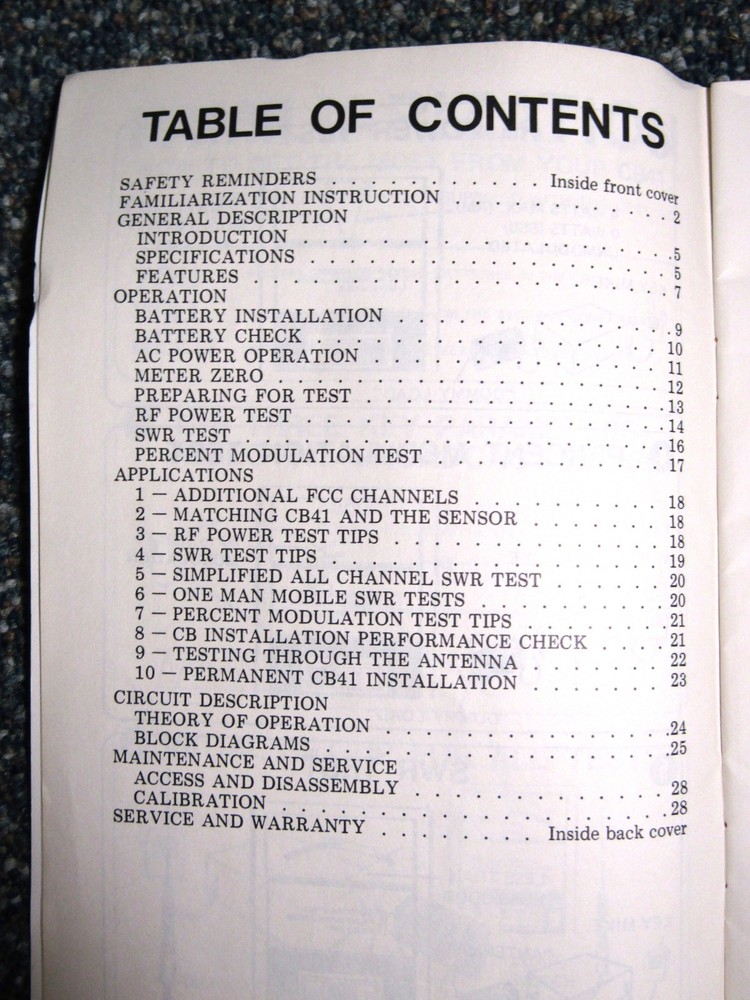 TABLE OF CONTENTS
SAFETY REMINDERS . . . . . . . . . . . Inside front cover
FAMILIARIZATION INSTRUCTION . . . . . . . . . . . 2
GENERAL DESCRIPTION
INTRODUCTION . . . . . . . . . . . . . . . . . . . 5
SPECIFICATIONS . . . . . . . . . . . . . . . . . . 5
FEATURES . . . . . . . . . . . . . . . . . . . . . 7
OPERATION
BATTERY INSTALLATION . . . . . . . . . . . . . . 9
BATTERY CHECK . . . . . . . . . . . . . . . . . . 10
AC POWER OPERATION . . . . . . . . . . . . . . . 11
METER ZERO . . . . . . . . . . . . . . . . . . . . 12
PREPARING FOR TEST . . . . . . . . . . . . . . . 13
RF POWER TEST . . . . . . . . . . . . . . . . . . 14
SWR TEST . . . . . . . . . . . . . . . . . . . . . 16
PERCENT MODULATION TEST . . . . . . . . . . . . 17
APPLICATIONS
1 — ADDITIONAL FCC CHANNELS . . . . . . . . . . 18
2 — MATCHING CB41 AND THE SENSOR . . . . . . . 18
3 — RF POWER TEST TIPS . . . . . . . . . . . . . . 18
4 — SWR TEST TIPS . . . . . . . . . . . . . . . . . 19
5 — SIMPLIFIED ALL CHANNEL SWR TEST . . . . . . 20
6 — ONE MAN MOBILE SWR TESTS . . . . . . . . . . 20
7 — PERCENT MODULATION TEST TIPS . . . . . . . 21
8 — CB INSTALLATION PERFORMANCE CHECK . . . . 21
9 — TESTING THROUGH THE ANTENNA . . . . . . . 22
10 — PERMANENT CB41 INSTALLATION . . . . . . . 23
CIRCUIT DESCRIPTION
THEORY OF OPERATION . . . . . . . . . . . . . . . 24
BLOCK DIAGRAMS . . . . . . . . . . . . . . . . . . 25
MAINTENANCE AND SERVICE
ACCESS AND DISASSEMBLY . . . . . . . . . . . . . 28
CALIBRATION . . . . . . . . . . . . . . . . . . . . 28
SERVICE AND WARRANTY . . . . . . . . Inside back cover